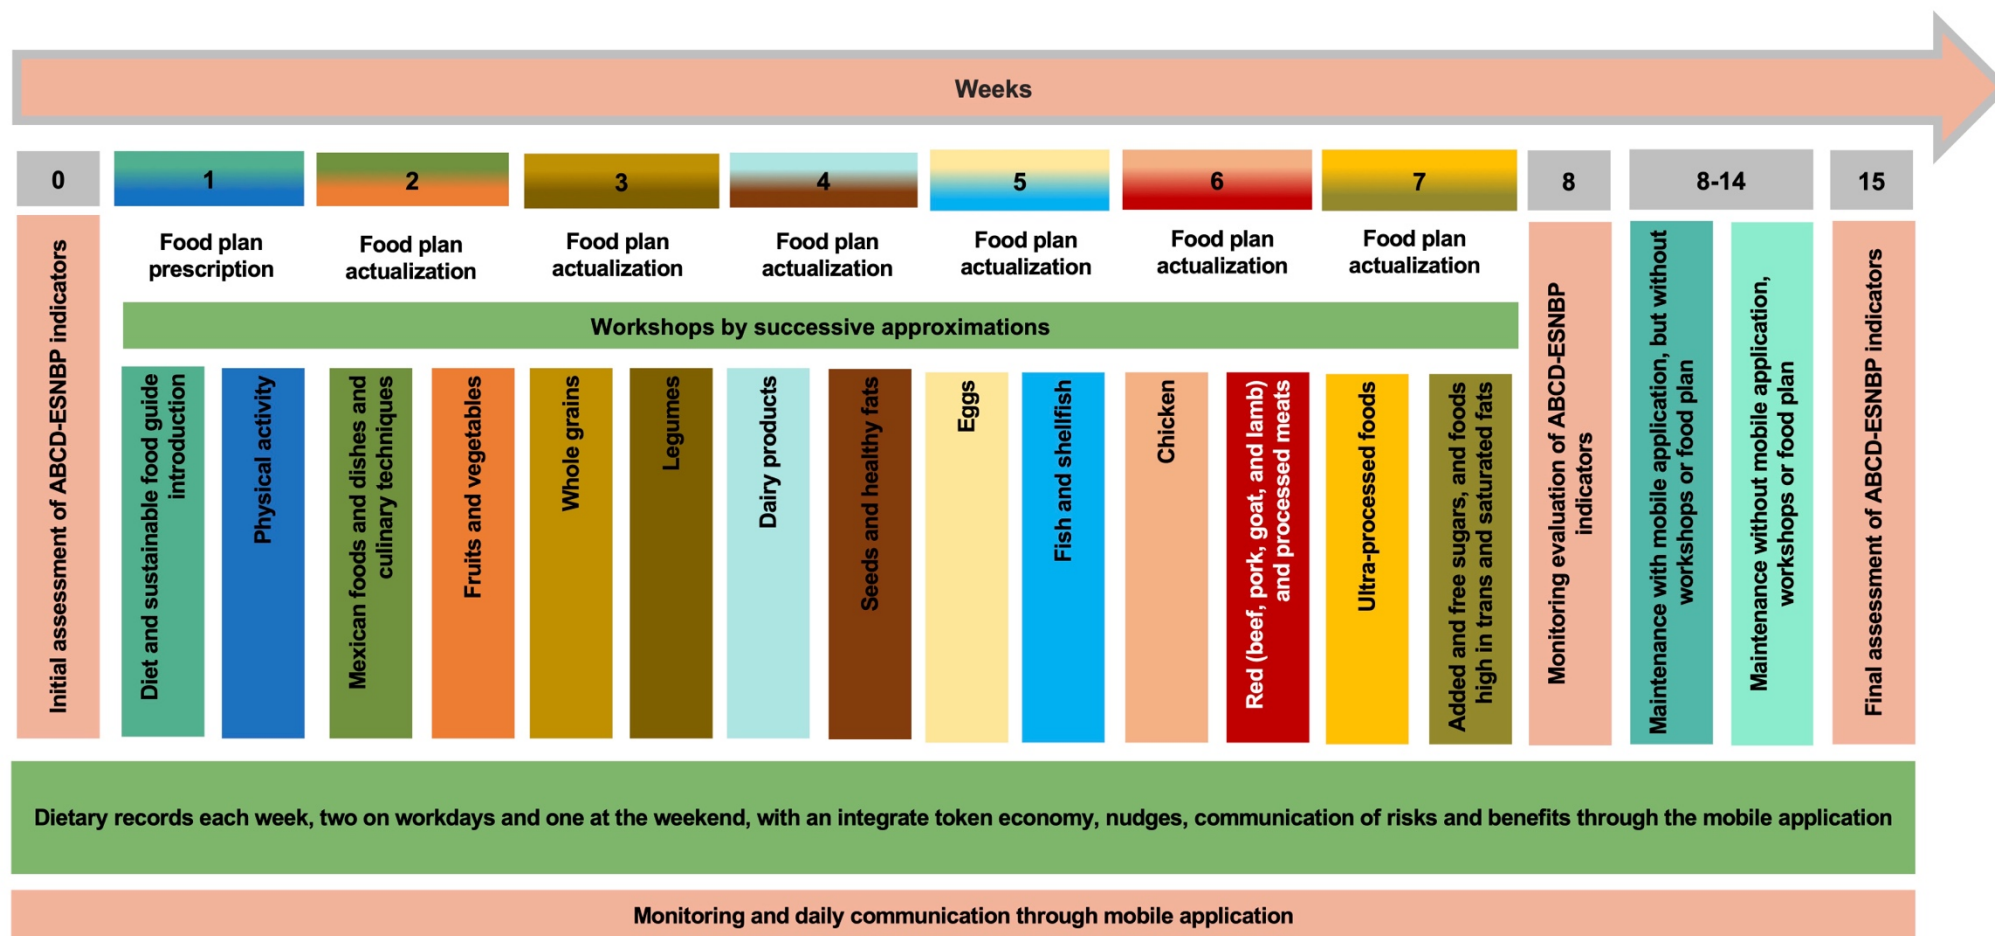 Weeks
0
1
2
3
4
5
6
7
8
8-14
15
Initial assessment of ABCD-ESNBP indicators
Food plan
prescription
Food plan
actualization
Food plan
actualization
Food plan
actualization
Food plan
actualization
Food plan
actualization
Food plan
actualization
Workshops by successive approximations
Diet and sustainable food guide
introduction
Physical activity
Mexican foods and dishes and
culinary techniques
Fruits and vegetables
Whole grains
Legumes
Dairy products
Seeds and healthy fats
Eggs
Fish and shellfish
Chicken
Red (beef, pork, goat, and lamb)
and processed meats
Ultra-processed foods
Added and free sugars, and foods
high in trans and saturated fats
Monitoring evaluation of ABCD-ESNBP
indicators
Maintenance with mobile application, but without
workshops or food plan
Maintenance without mobile application,
workshops or food plan
Final assessment of ABCD-ESNBP indicators
Dietary records each week, two on workdays and one at the weekend, with an integrate token economy, nudges, communication of risks and benefits through the mobile application
Monitoring and daily communication through mobile application